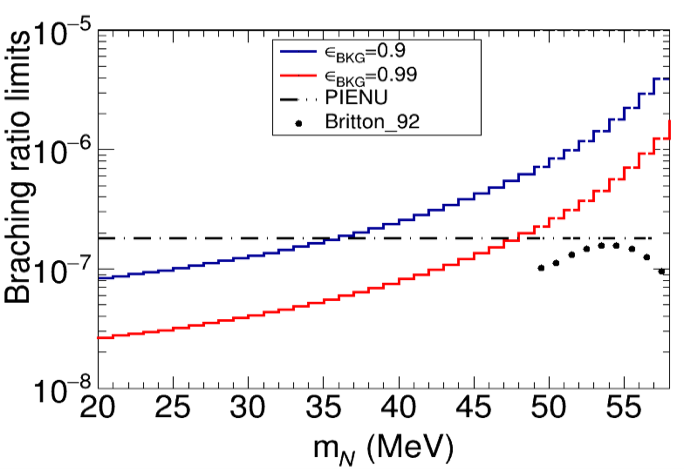 Braching ratio limits
10⁻⁵
10⁻⁶
10⁻⁷
10⁻⁸
ϵBKG=0.9
ϵBKG=0.99
PIENU
Britton_92
20 25 30 35 40 45 50 55
mN (MeV)